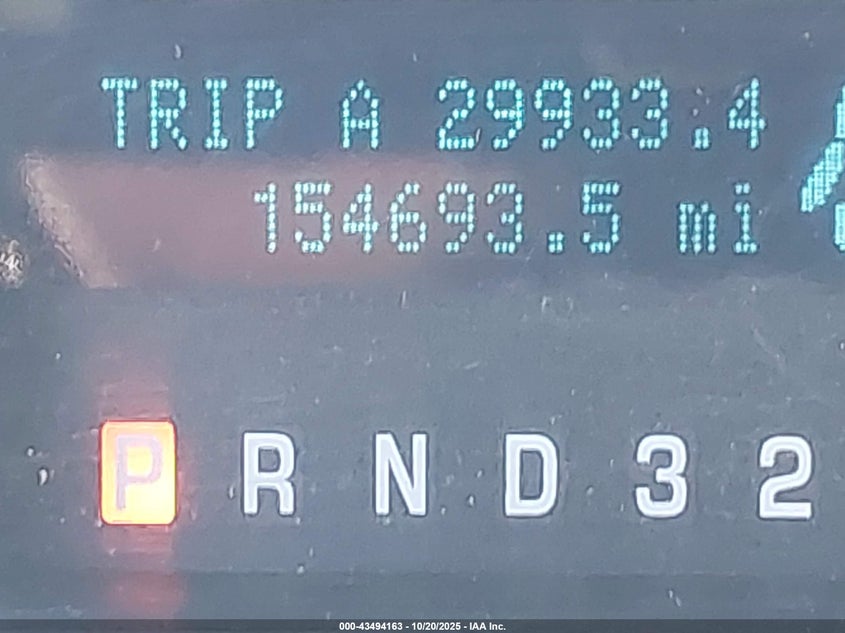 TRIP A 29933.4
154693.5 mi
P R N D 3 2
000-43494163 - 10/20/2025 - IAA Inc.